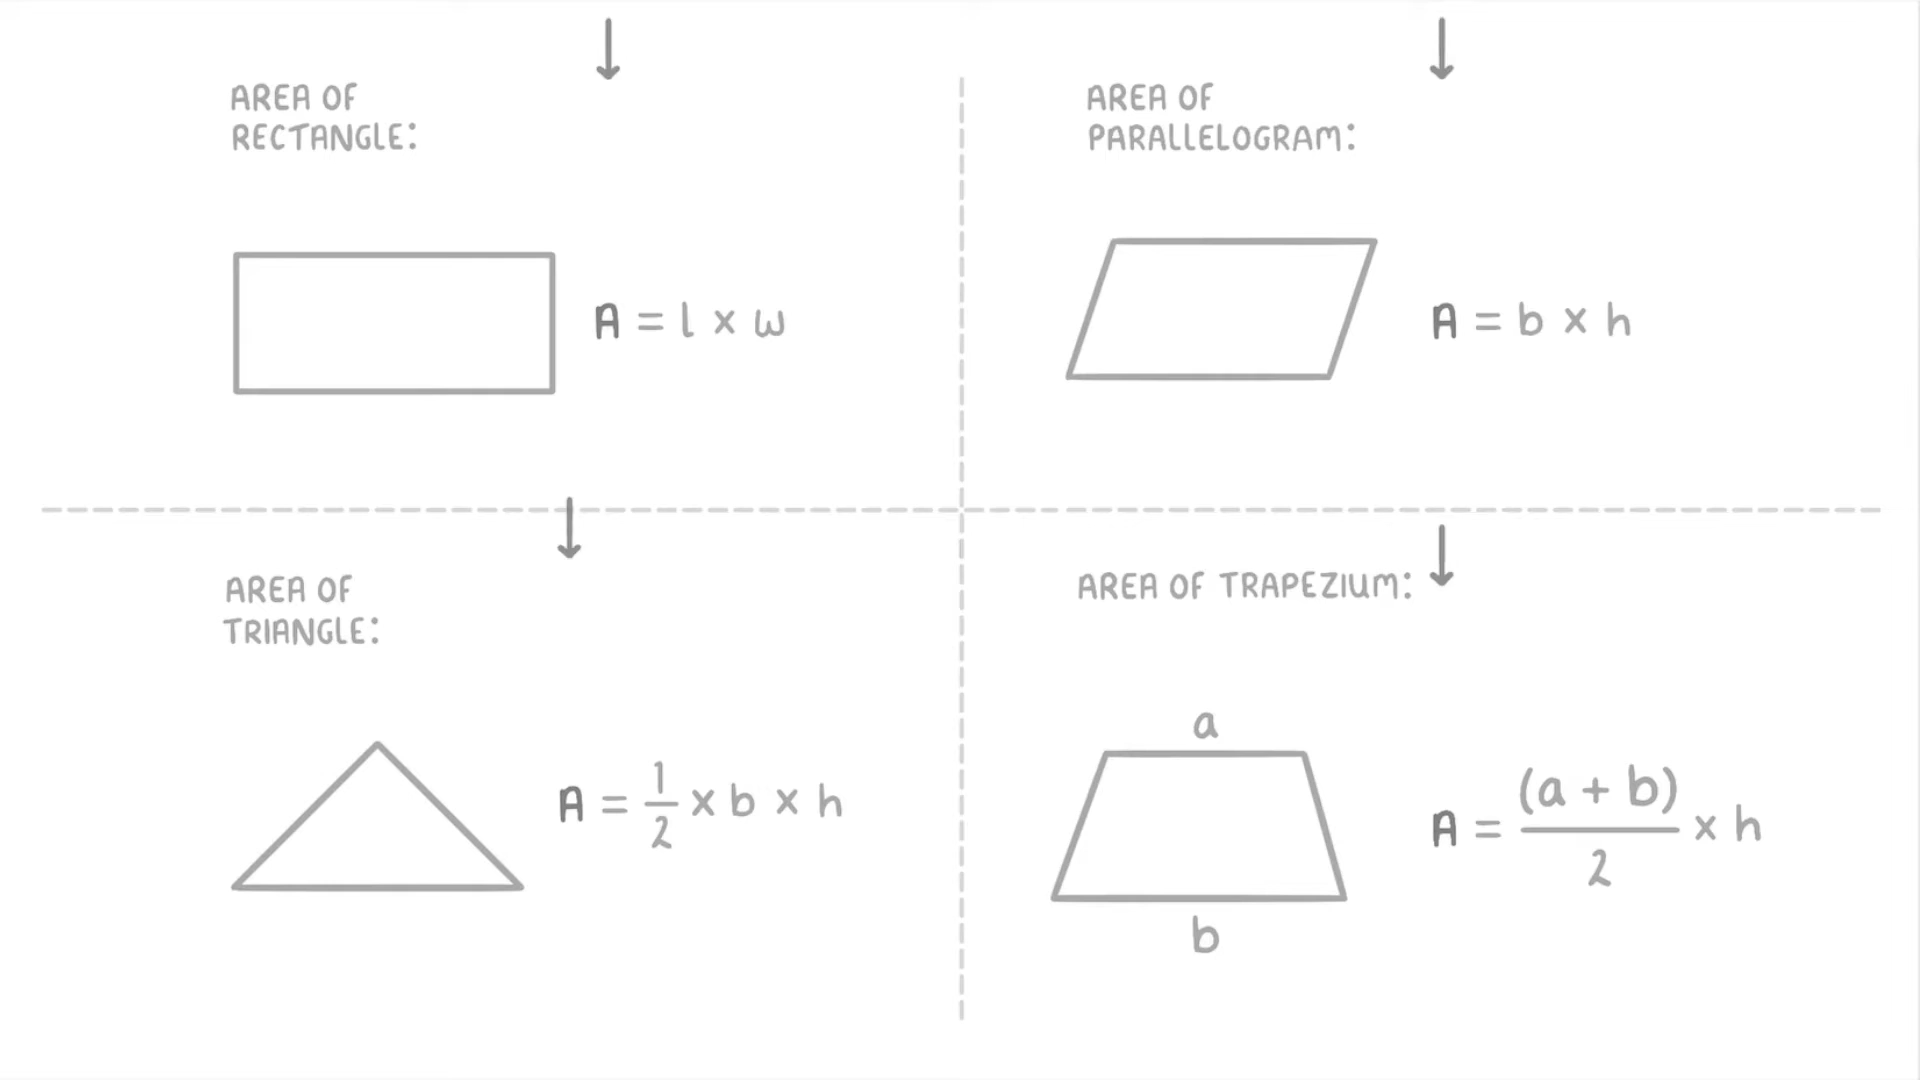 AREA OF
RECTANGLE:
A = l x w
AREA OF
PARALLELOGRAM:
A = b x h
AREA OF
TRIANGLE:
A = 1/2 x b x h
AREA OF TRAPEZIUM:
a
A = (a + b)/2 x h
b